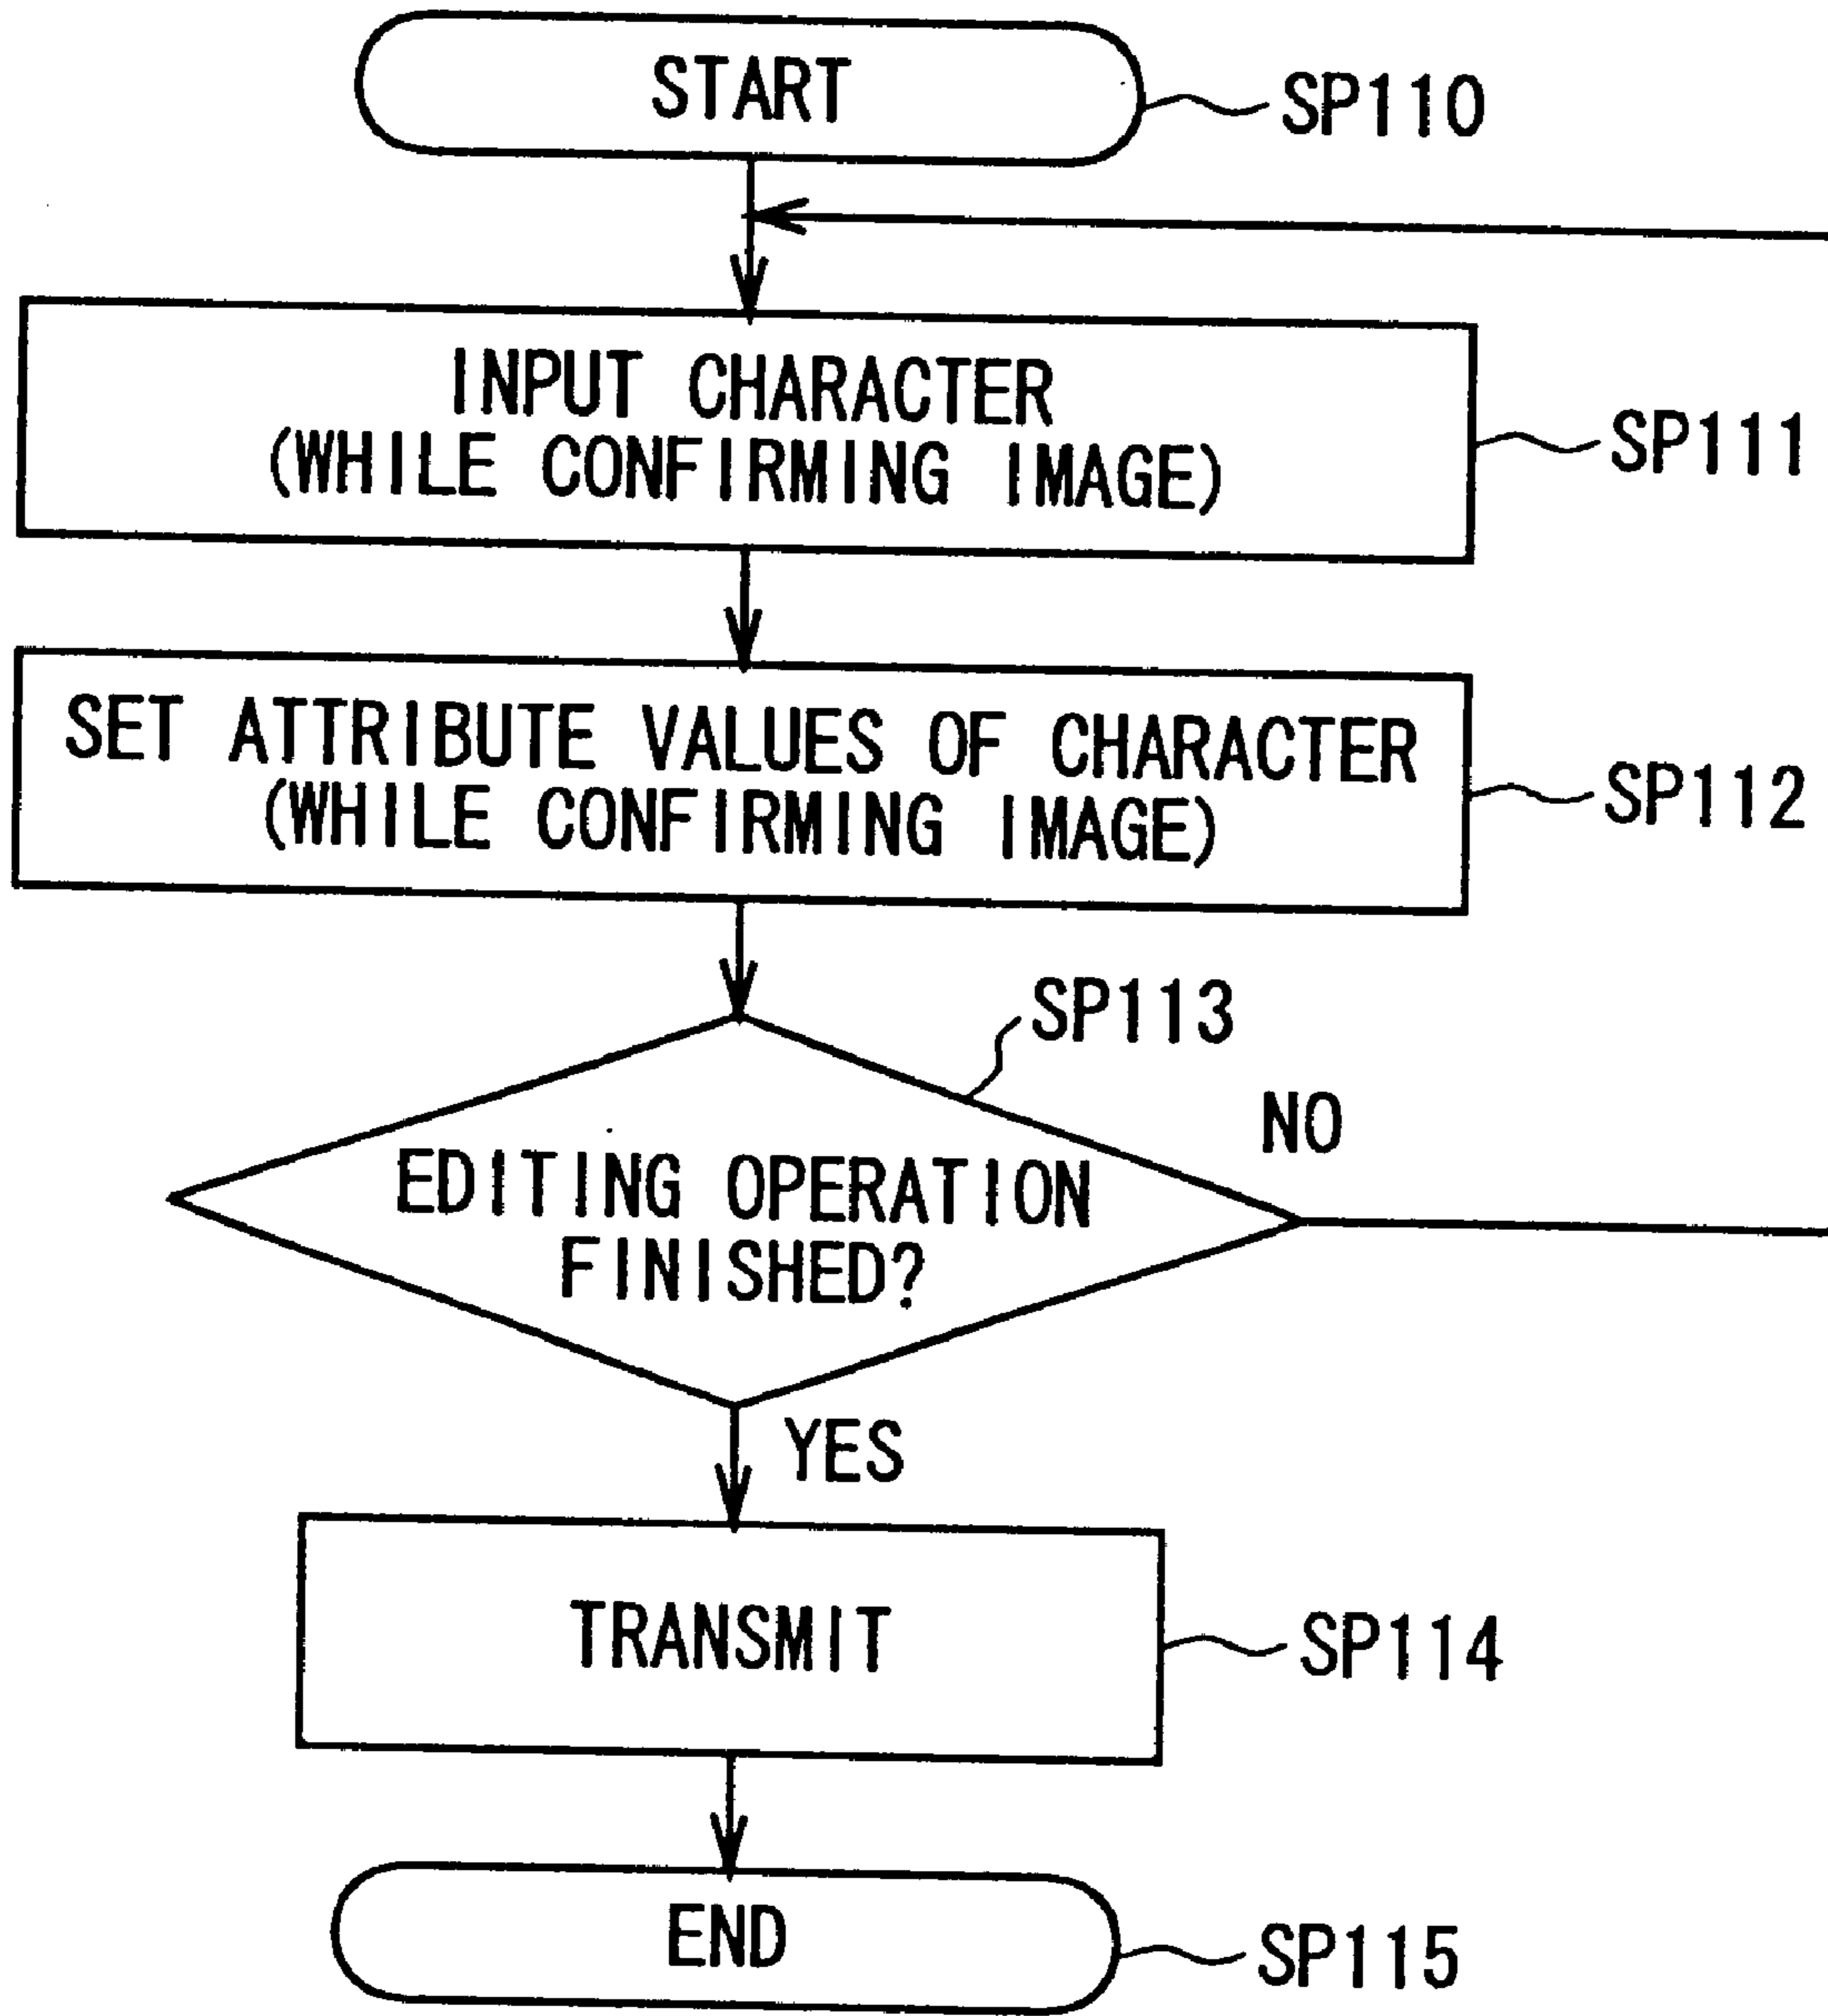 START
SP110
INPUT CHARACTER
(WHILE CONFIRMING IMAGE)
SP111
SET ATTRIBUTE VALUES OF CHARACTER
(WHILE CONFIRMING IMAGE)
SP112
SP113
NO
EDITING OPERATION
FINISHED?
YES
TRANSMIT
SP114
END
SP115